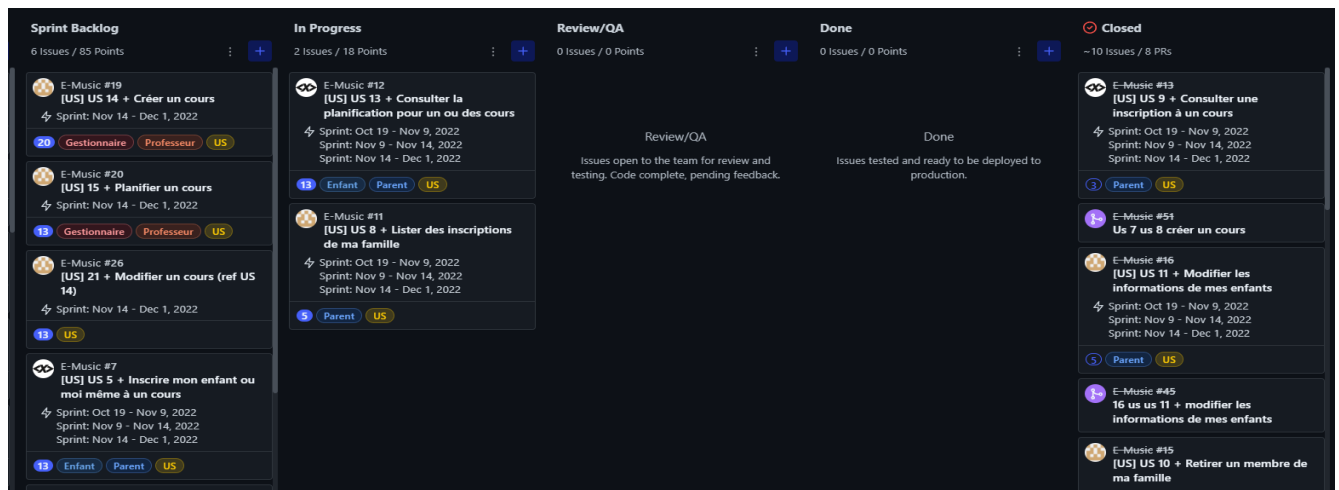 Sprint Backlog
6 Issues / 85 Points
E-Music #19
[US] US 14 + Créer un cours
Sprint: Nov 14 - Dec 1, 2022
20 Gestionnaire Professeur US
E-Music #20
[US] 15 + Planifier un cours
Sprint: Nov 14 - Dec 1, 2022
13 Gestionnaire Professeur US
E-Music #26
[US] 21 + Modifier un cours (ref US
14)
Sprint: Nov 14 - Dec 1, 2022
13 US
E-Music #7
[US] US 5 + Inscrire mon enfant ou
moi même à un cours
Sprint: Oct 19 - Nov 9, 2022
Sprint: Nov 9 - Nov 14, 2022
Sprint: Nov 14 - Dec 1, 2022
13 Enfant Parent US
In Progress
2 Issues / 18 Points
E-Music #12
[US] US 13 + Consulter la
planification pour un ou des cours
Sprint: Oct 19 - Nov 9, 2022
Sprint: Nov 9 - Nov 14, 2022
Sprint: Nov 14 - Dec 1, 2022
13 Enfant Parent US
E-Music #11
[US] US 8 + Lister des inscriptions
de ma famille
Sprint: Oct 19 - Nov 9, 2022
Sprint: Nov 9 - Nov 14, 2022
Sprint: Nov 14 - Dec 1, 2022
5 Parent US
Review/QA
0 Issues / 0 Points
Review/QA
Issues open to the team for review and
testing. Code complete, pending feedback.
Done
0 Issues / 0 Points
Done
Issues tested and ready to be deployed to
production.
Closed
~10 Issues / 8 PRs
E-Music #13
[US] US 9 + Consulter une
inscription à un cours
Sprint: Oct 19 - Nov 9, 2022
Sprint: Nov 9 - Nov 14, 2022
Sprint: Nov 14 - Dec 1, 2022
3 Parent US
E-Music #51
Us 7 us 8 créer un cours
E-Music #16
[US] US 11 + Modifier les
informations de mes enfants
Sprint: Oct 19 - Nov 9, 2022
Sprint: Nov 9 - Nov 14, 2022
Sprint: Nov 14 - Dec 1, 2022
5 Parent US
E-Music #45
16 us us 11 + modifier les
informations de mes enfants
E-Music #15
[US] US 10 + Retirer un membre de
ma famille